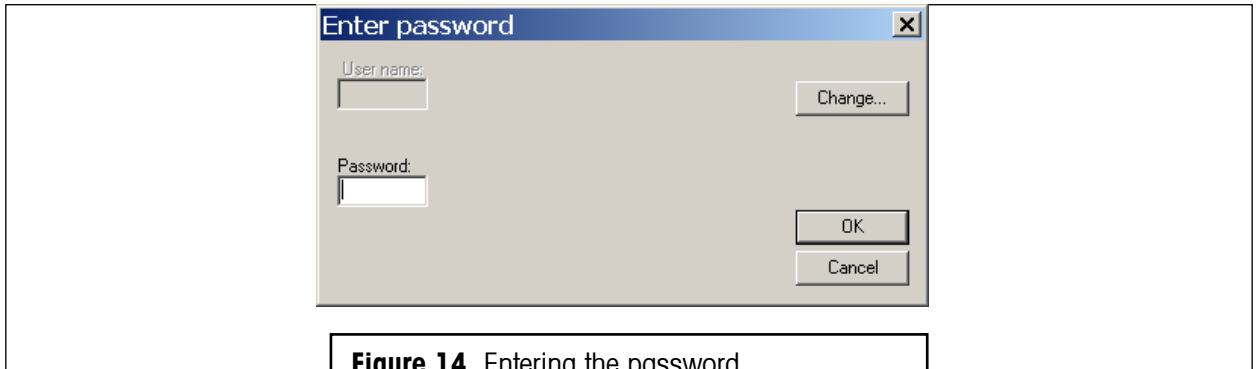 Enter password
User name:
Change...
Password:
OK
Cancel
Figure 14 Entering the password